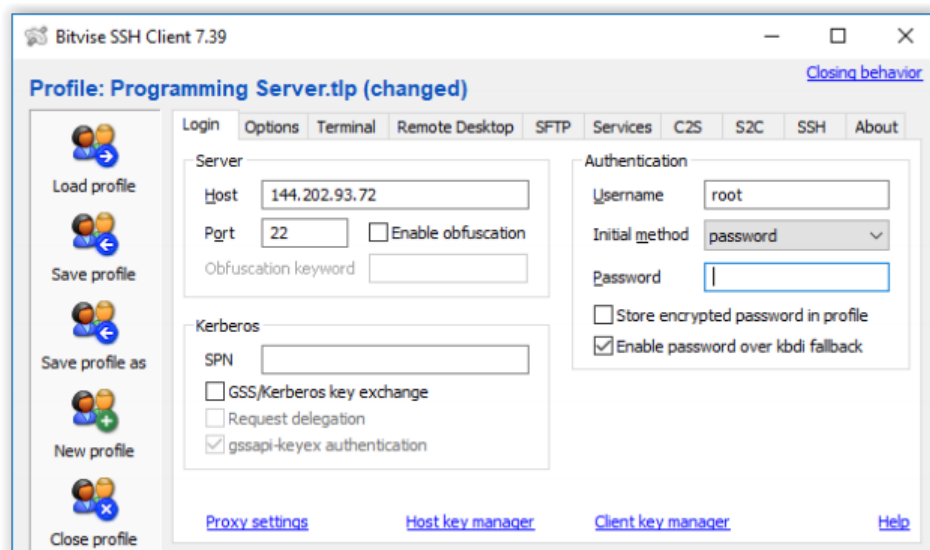 Bitvise SSH Client 7.39
Closing behavior
Profile: Programming Server.tlp (changed)
Load profile
Save profile
Save profile as
New profile
Close profile
Login Options Terminal Remote Desktop SFTP Services C2S S2C SSH About
Server
Host 144.202.93.72
Port 22 Enable obfuscation
Obfuscation keyword
Kerberos
SPN
GSS/Kerberos key exchange
Request delegation
gssapi-keyex authentication
Authentication
Username root
Initial method password
Password
Store encrypted password in profile
Enable password over kbdi fallback
Proxy settings Host key manager Client key manager Help